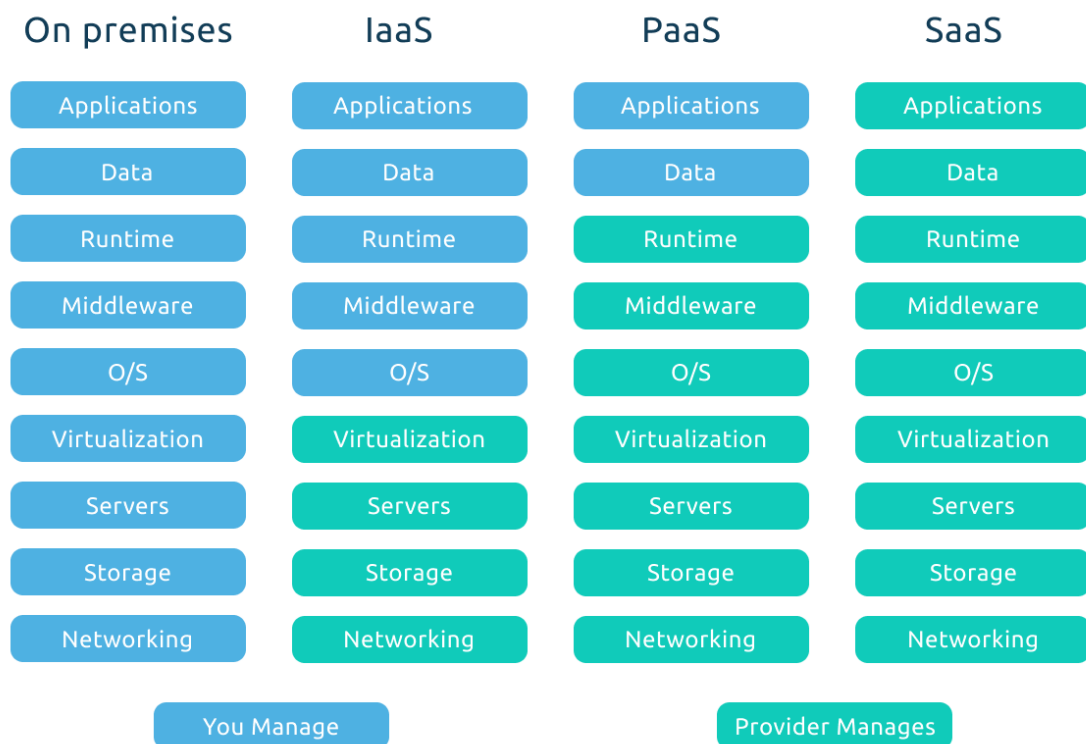 On premises IaaS PaaS SaaS
Applications Applications Applications Applications
Data Data Data Data
Runtime Runtime Runtime Runtime
Middleware Middleware Middleware Middleware
O/S O/S O/S O/S
Virtualization Virtualization Virtualization Virtualization
Servers Servers Servers Servers
Storage Storage Storage Storage
Networking Networking Networking Networking
You Manage Provider Manages